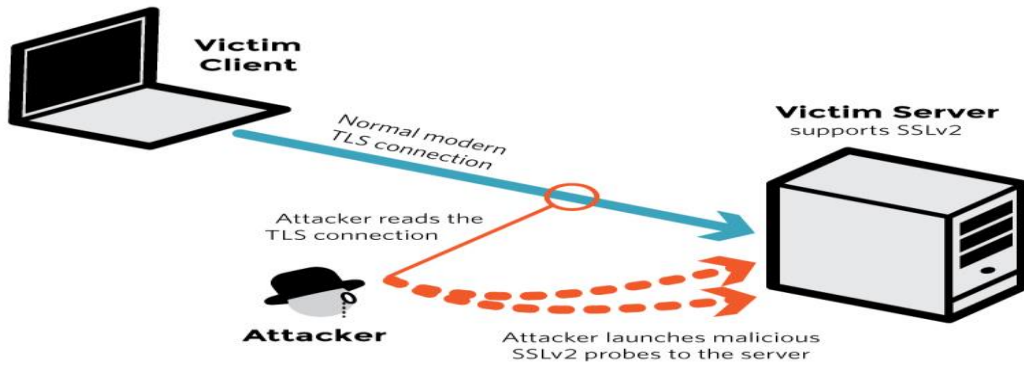 Victim
Client
Normal modern
TLS connection
Victim Server
supports SSLv2
Attacker reads the
TLS connection
Attacker
Attacker launches malicious
SSLv2 probes to the server